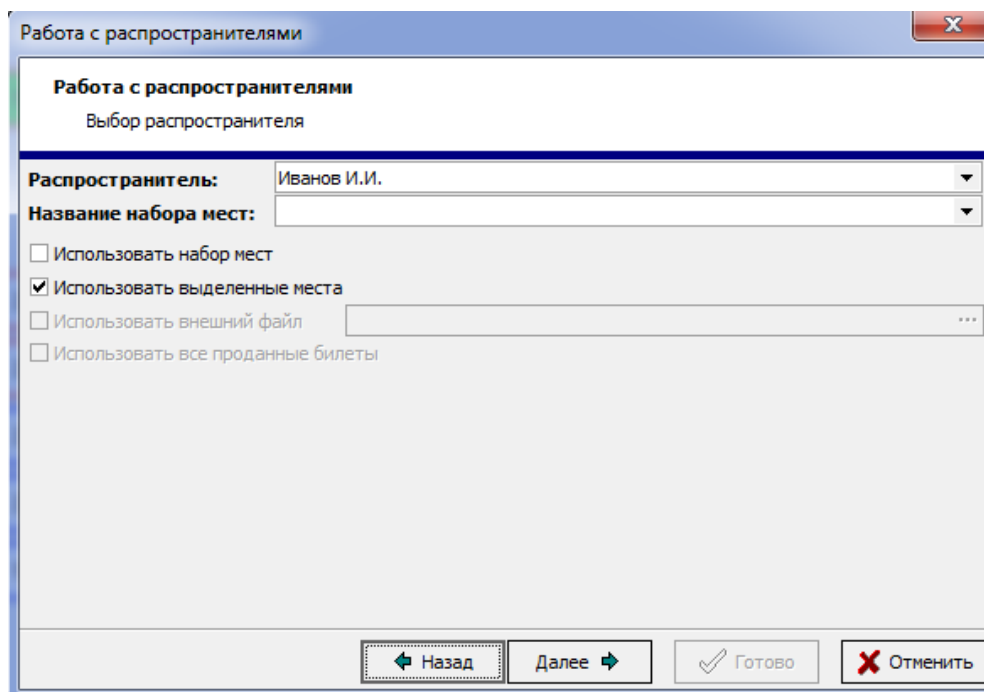 Работа с распространителями
Работа с распространителями
Выбор распространителя
Распространитель: Иванов И.И.
Название набора мест:
Использовать набор мест
Использовать выделенные места
Использовать внешний файл ...
Использовать все проданные билеты
Назад Далее Готово Отменить